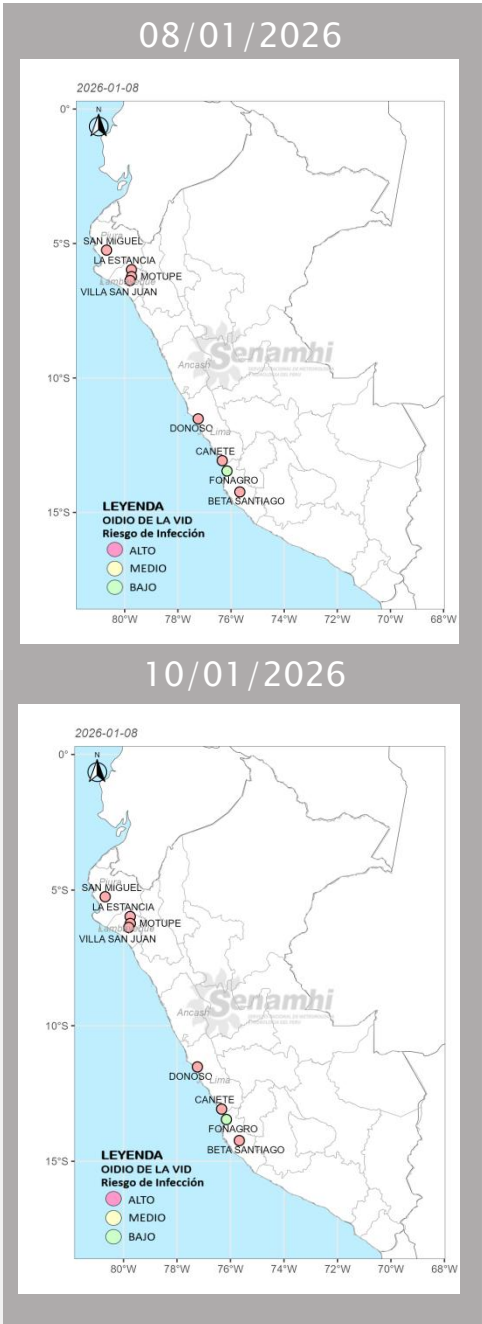 08/01/2026
2026-01-08
N
0°
5°S
Piura
SAN MIGUEL
LA ESTANCIA
MOTUPE
Lambayeque
VILLA SAN JUAN
Senamhi
Ancash
10°S
DONOSO
Lima
CANETE
FONAGRO
BETA SANTIAGO
15°S
LEYENDA
OIDIO DE LA VID
Riesgo de Infección
ALTO
MEDIO
BAJO
80°W 78°W 76°W 74°W 72°W 70°W 68°W
10/01/2026
2026-01-08
N
0°
5°S
Piura
SAN MIGUEL
LA ESTANCIA
MOTUPE
Lambayeque
VILLA SAN JUAN
Senamhi
Ancash
10°S
DONOSO
Lima
CANETE
FONAGRO
BETA SANTIAGO
15°S
LEYENDA
OIDIO DE LA VID
Riesgo de Infección
ALTO
MEDIO
BAJO
80°W 78°W 76°W 74°W 72°W 70°W 68°W